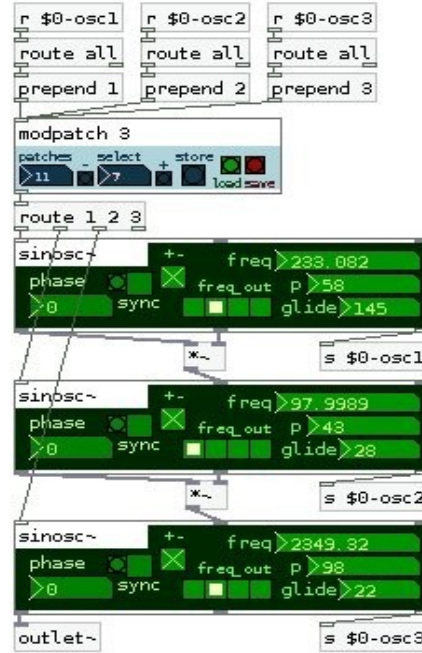 r $0-osc1 r $0-osc2 r $0-osc3
route all route all route all
prepend 1 prepend 2 prepend 3
modpatch 3
patches - select + store
11 7 load save
route 1 2 3
sinosc~ +- freq 233.082
phase freq_out p 58
0 sync glide 145
*~ s $0-osc1
sinosc~ +- freq 97.9989
phase freq_out p 43
0 sync glide 28
*~ s $0-osc2
sinosc~ +- freq 2349.32
phase freq_out p 98
0 sync glide 22
outlet~ s $0-osc3